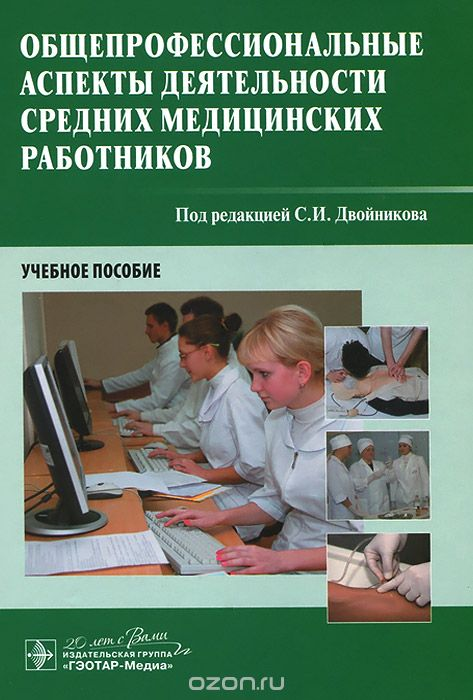 ОБЩЕПРОФЕССИОНАЛЬНЫЕ
АСПЕКТЫ ДЕЯТЕЛЬНОСТИ
СРЕДНИХ МЕДИЦИНСКИХ
РАБОТНИКОВ
Под редакцией С.И. Двойникова
УЧЕБНОЕ ПОСОБИЕ
20 лет с Вами
ИЗДАТЕЛЬСКАЯ ГРУППА
«ГЭОТАР-Медиа»
ozon.ru